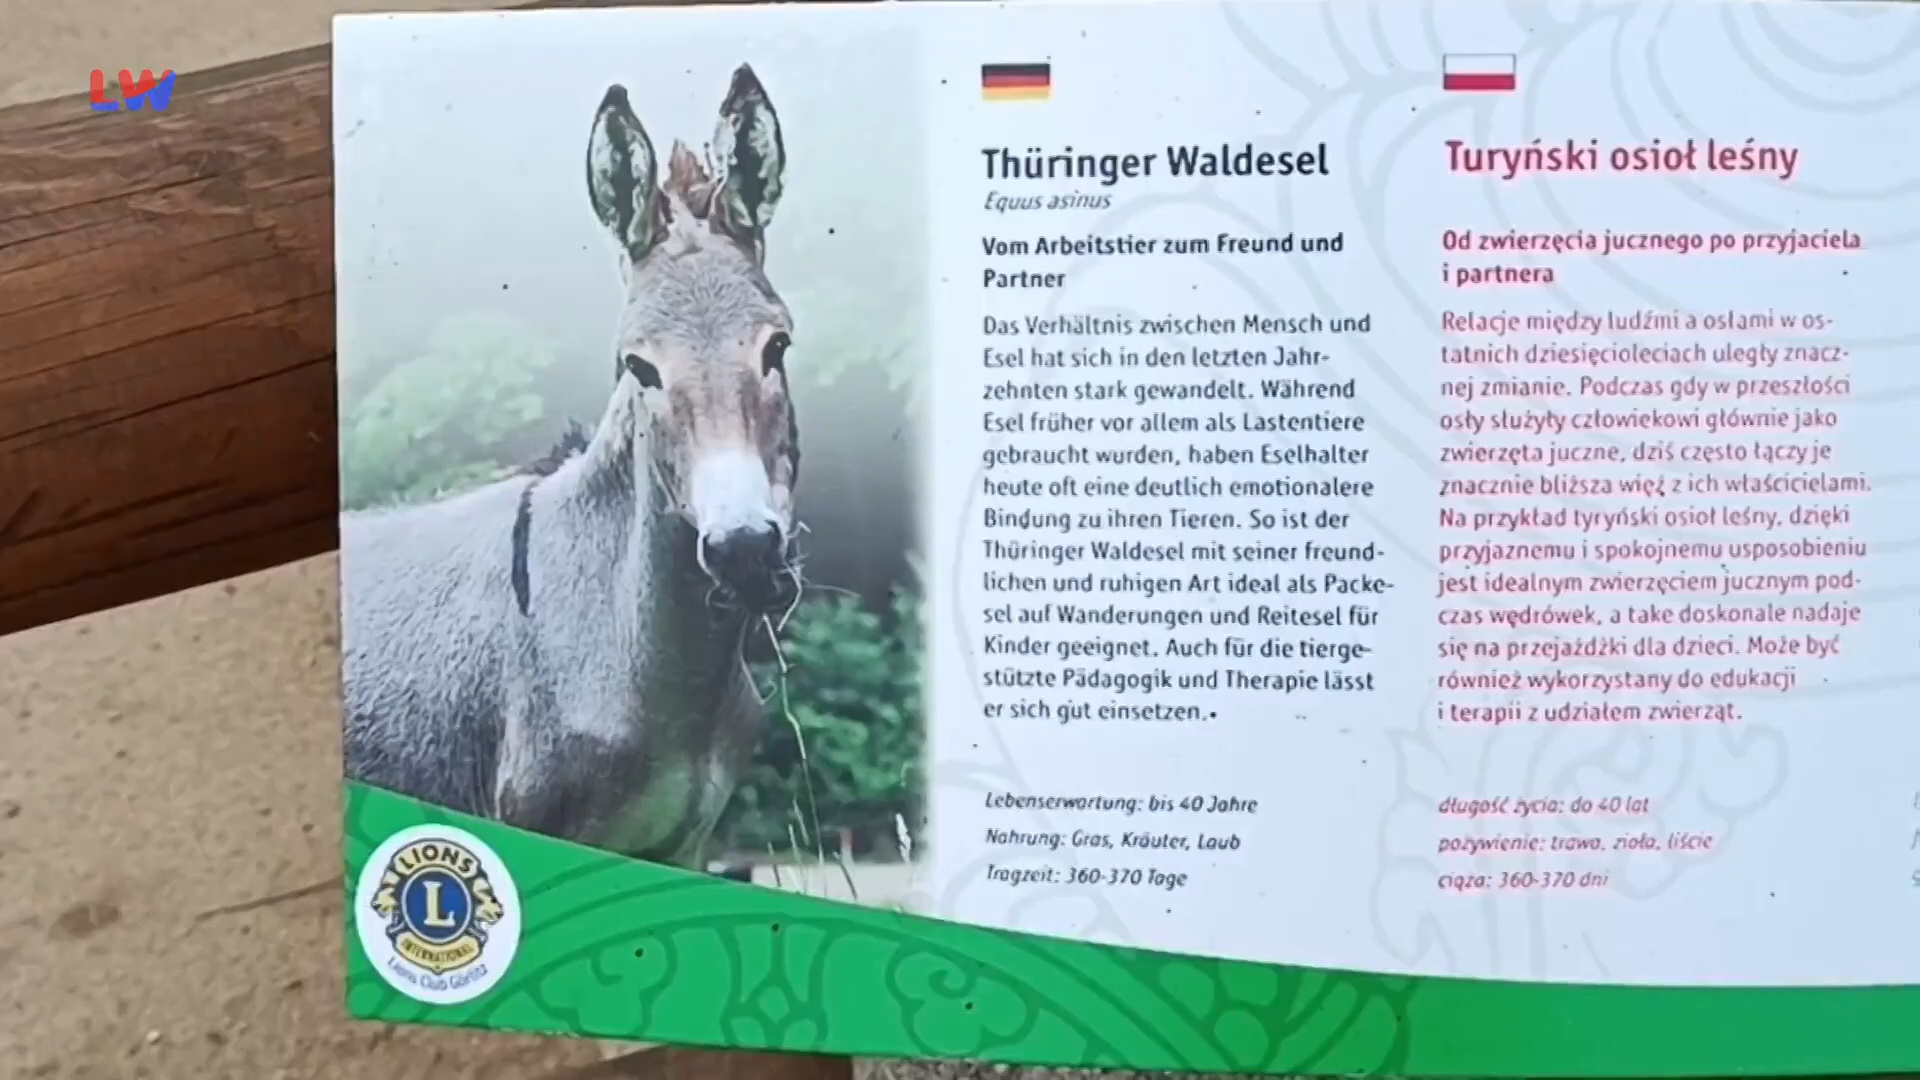 LW
Thüringer Waldesel
Equus asinus
Vom Arbeitstier zum Freund und
Partner
Das Verhältnis zwischen Mensch und
Esel hat sich in den letzten Jahr-
zehnten stark gewandelt. Während
Esel früher vor allem als Lastentiere
gebraucht wurden, haben Eselhalter
heute oft eine deutlich emotionalere
Bindung zu ihren Tieren. So ist der
Thüringer Waldesel mit seiner freund-
lichen und ruhigen Art ideal als Packe-
sel auf Wanderungen und Reitesel für
Kinder geeignet. Auch für die tierge-
stützte Pädagogik und Therapie lässt
er sich gut einsetzen.
Lebenserwartung: bis 40 Jahre
Nahrung: Gras, Kräuter, Laub
Tragzeit: 360-370 Tage
Turyński osioł leśny
Od zwierzęcia jucznego po przyjaciela
i partnera
Relacje między ludźmi a osłami w os-
tatnich dziesięcioleciach uległy znacz-
nej zmianie. Podczas gdy w przeszłości
osły służyły człowiekowi głównie jako
zwierzęta juczne, dziś często łączy je
znacznie bliższa więź z ich właścicielami.
Na przykład tyryński osioł leśny, dzięki
przyjaznemu i spokojnemu usposobieniu
jest idealnym zwierzęciem jucznym pod-
czas wędrówek, a take doskonale nadaje
się na przejażdżki dla dzieci. Może być
również wykorzystany do edukacji
i terapii z udziałem zwierząt.
długość życia: do 40 lat
pożywienie: trawa, zioła, liście
ciąża: 360-370 dni
LIONS
L
INTERNATIONAL
Lions Club Görlitz